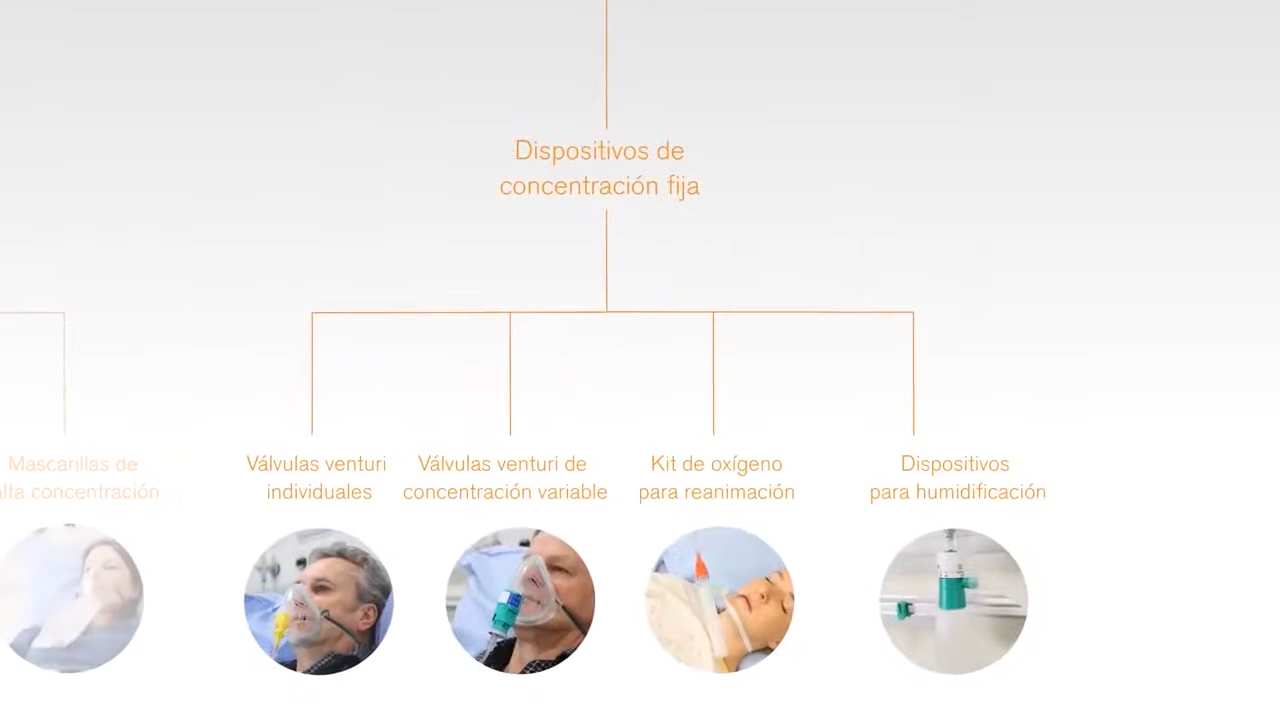 Dispositivos de
concentración fija
Mascarillas de
alta concentración
Válvulas venturi
individuales
Válvulas venturi de
concentración variable
Kit de oxígeno
para reanimación
Dispositivos
para humidificación